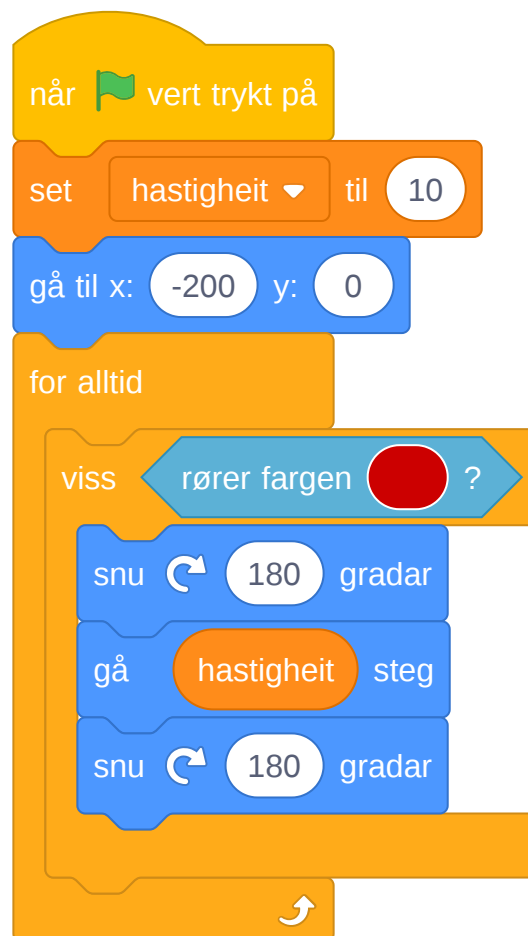 når vert trykt på
set hastigheit til 10
gå til x: -200 y: 0
for alltid
viss rører fargen ?
snu 180 gradar
gå hastigheit steg
snu 180 gradar